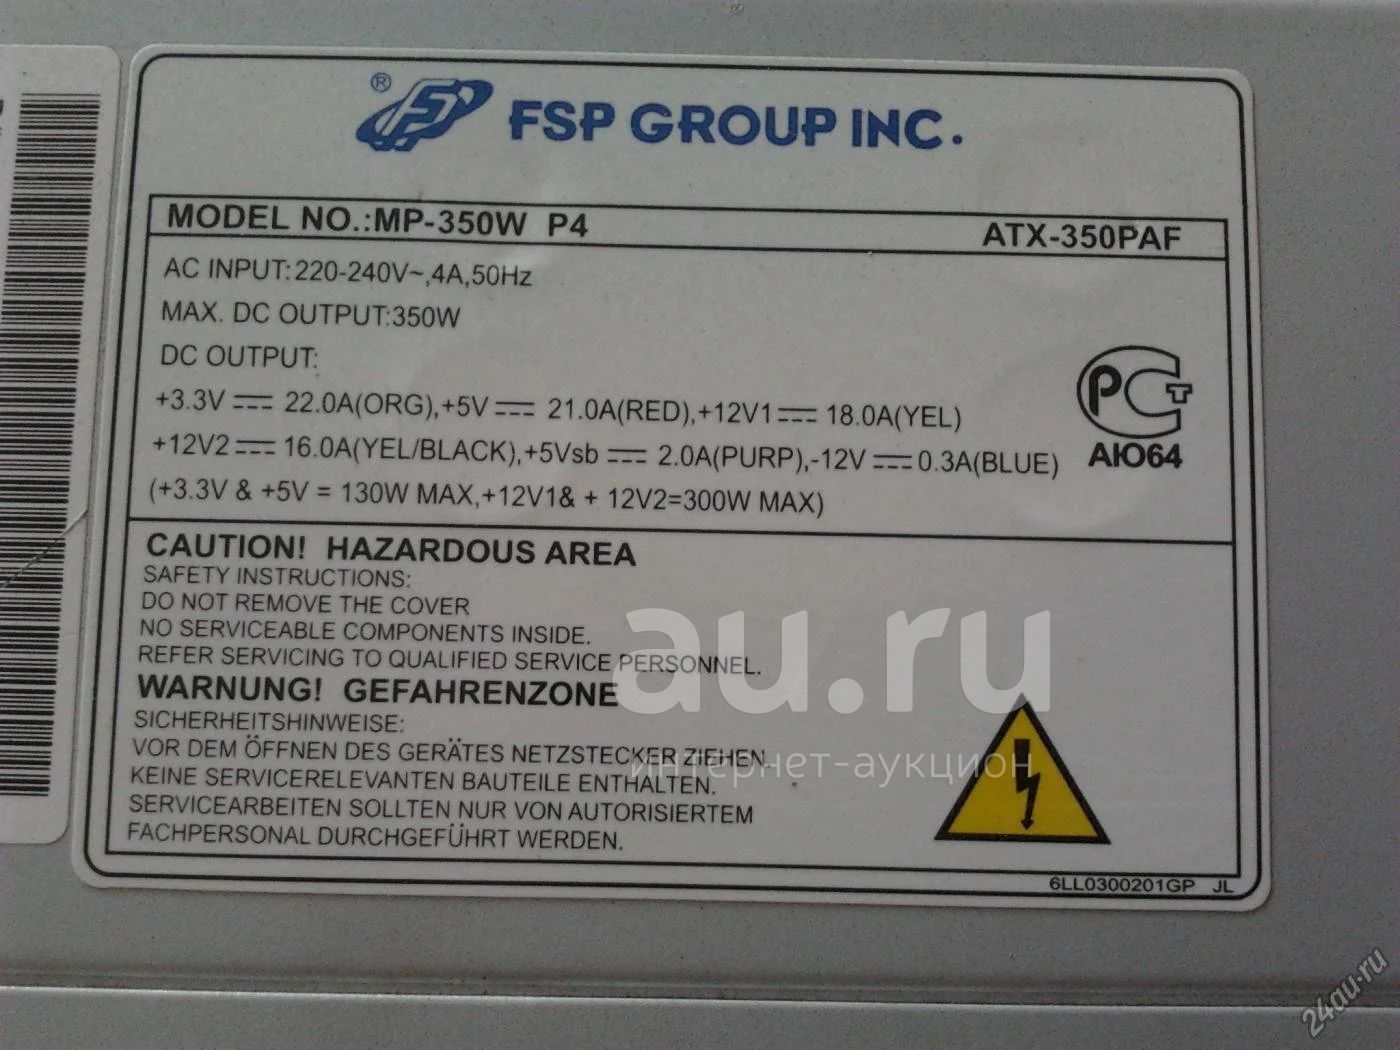 ® FSP GROUP INC.
MODEL NO.:MP-350W P4 ATX-350PAF
AC INPUT:220-240V~,4A,50Hz
MAX. DC OUTPUT:350W
DC OUTPUT:
+3.3V ⎓ 22.0A(ORG),+5V ⎓ 21.0A(RED),+12V1 ⎓ 18.0A(YEL)
+12V2 ⎓ 16.0A(YEL/BLACK),+5Vsb ⎓ 2.0A(PURP),-12V ⎓ 0.3A(BLUE)
(+3.3V & +5V = 130W MAX,+12V1& + 12V2=300W MAX)
РСТ
АЮ64
CAUTION! HAZARDOUS AREA
SAFETY INSTRUCTIONS:
DO NOT REMOVE THE COVER
NO SERVICEABLE COMPONENTS INSIDE.
REFER SERVICING TO QUALIFIED SERVICE PERSONNEL.
WARNUNG! GEFAHRENZONE
SICHERHEITSHINWEISE:
VOR DEM ÖFFNEN DES GERÄTES NETZSTECKER ZIEHEN.
KEINE SERVICERELEVANTEN BAUTEILE ENTHALTEN.
SERVICEARBEITEN SOLLTEN NUR VON AUTORISIERTEM
FACHPERSONAL DURCHGEFÜHRT WERDEN.
6LL0300201GP JL
au.ru
интернет-аукцион
24au.ru